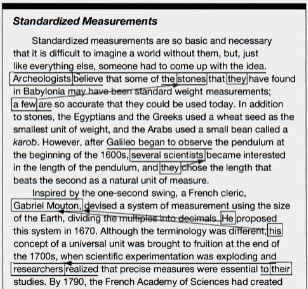 Standardized Measurements
Standardized measurements are so basic and necessary
that it is difficult to imagine a world without them, but, just
like everything else, someone had to come up with the idea.
Archeologists believe that some of the stones that they have found
in Babylonia may have been standard weight measurements;
a few are so accurate that they could be used today. In addition
to stones, the Egyptians and the Greeks used a wheat seed as the
smallest unit of weight, and the Arabs used a small bean called a
karob. However, after Galileo began to observe the pendulum at
the beginning of the 1600s, several scientists became interested
in the length of the pendulum, and they chose the length that
beats the second as a natural unit of measure.
Inspired by the one-second swing, a French cleric,
Gabriel Mouton, devised a system of measurement using the size
of the Earth, dividing the multiples into decimals. He proposed
this system in 1670. Although the terminology was different, his
concept of a universal unit was brought to fruition at the end of
the 1700s, when scientific experimentation was exploding and
researchers realized that precise measures were essential to their
studies. By 1790, the French Academy of Sciences had created